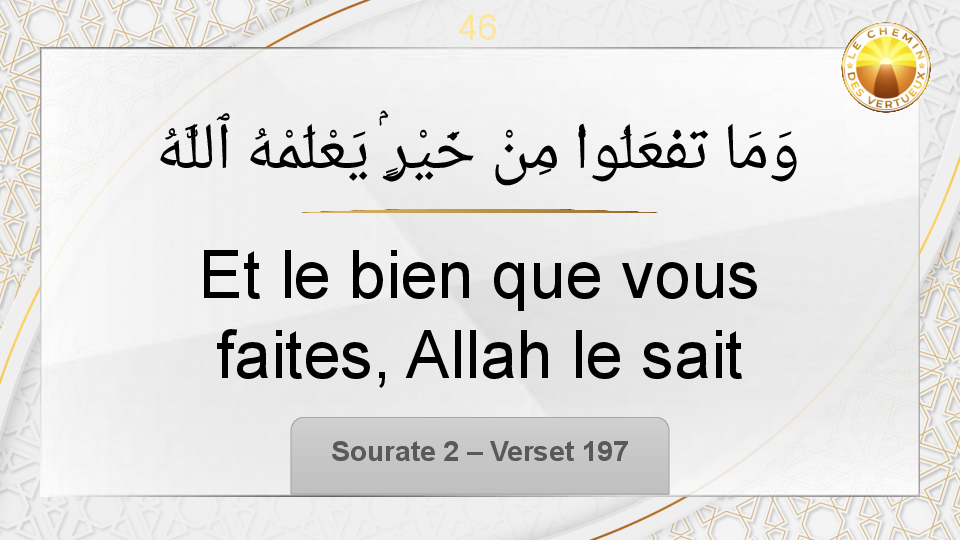 46
LE CHEMIN
DES VERTUEUX
وَمَا تَفْعَلُوا۟ مِنْ خَيْرٍۢ يَعْلَمْهُ ٱللَّهُ
Et le bien que vous
faites, Allah le sait
Sourate 2 – Verset 197